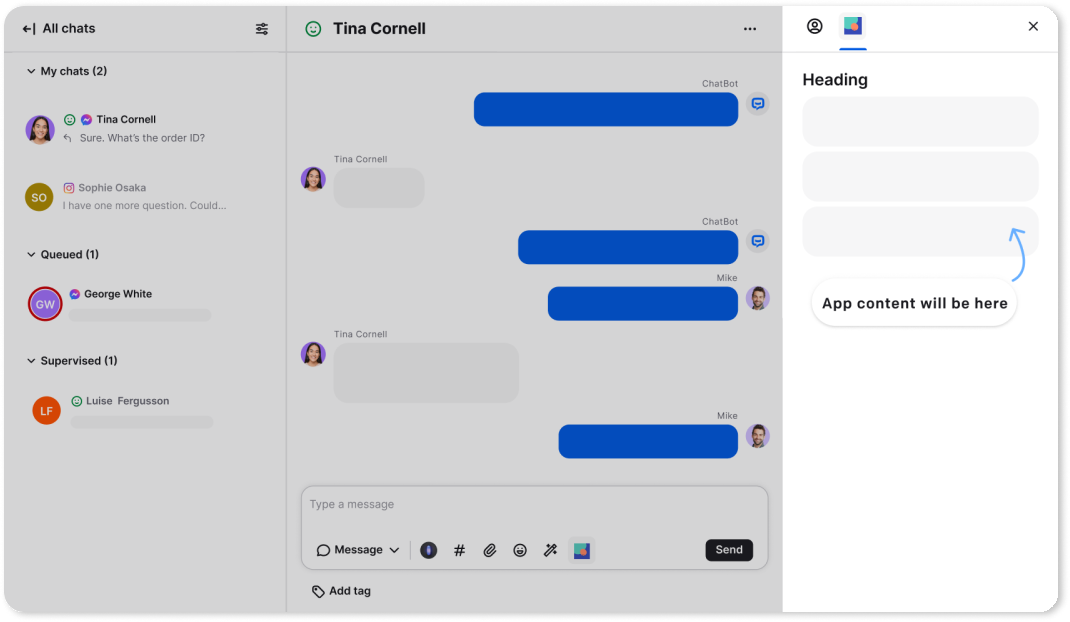 All chats
My chats (2)
Tina Cornell
Sure. What's the order ID?
SO
Sophie Osaka
I have one more question. Could...
Queued (1)
GW
George White
Supervised (1)
LF
Luise Fergusson
Tina Cornell
ChatBot
Tina Cornell
ChatBot
Mike
Tina Cornell
Mike
Type a message
Message
Send
Add tag
Heading
App content will be here